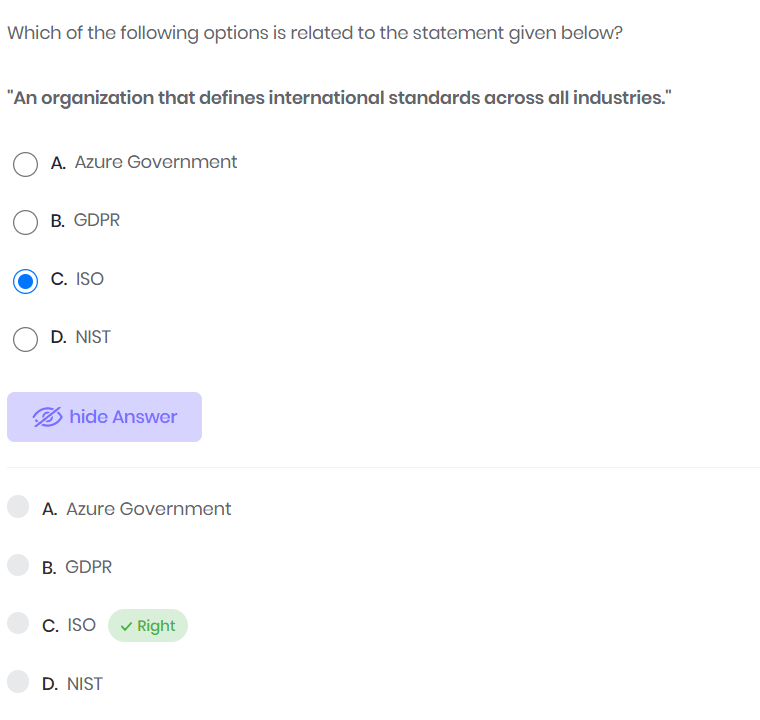 Which of the following options is related to the statement given below?
"An organization that defines international standards across all industries."
A. Azure Government
B. GDPR
C. ISO
D. NIST
hide Answer
A. Azure Government
B. GDPR
C. ISO Right
D. NIST